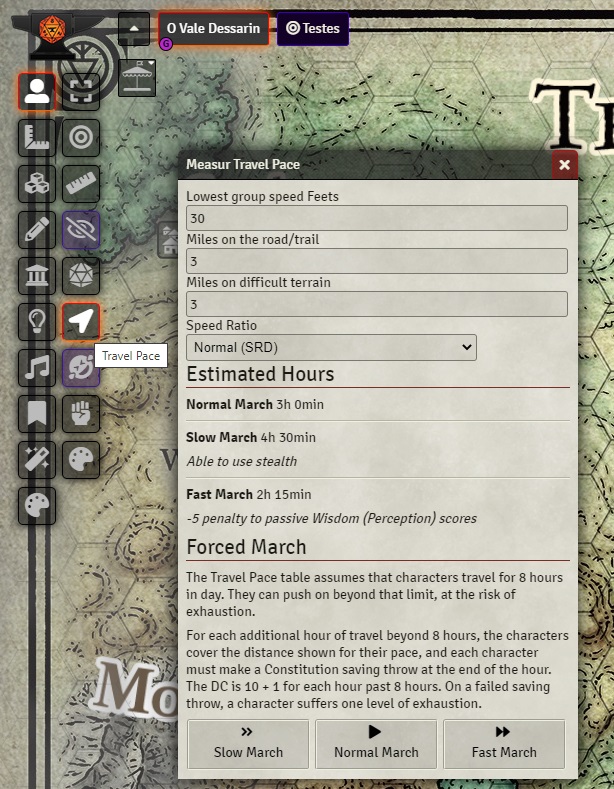 O Vale Dessarin
Testes
G
Tr
Measur Travel Pace
Lowest group speed Feets
30
Miles on the road/trail
3
Miles on difficult terrain
3
Speed Ratio
Normal (SRD)
Travel Pace
Estimated Hours
Normal March 3h 0min
Slow March 4h 30min
Able to use stealth
W
Fast March 2h 15min
-5 penalty to passive Wisdom (Perception) scores
Forced March
The Travel Pace table assumes that characters travel for 8 hours
in day. They can push on beyond that limit, at the risk of
exhaustion.
For each additional hour of travel beyond 8 hours, the characters
cover the distance shown for their pace, and each character
must make a Constitution saving throw at the end of the hour.
The DC is 10 + 1 for each hour past 8 hours. On a failed saving
throw, a character suffers one level of exhaustion.
Mo
Slow March
Normal March
Fast March